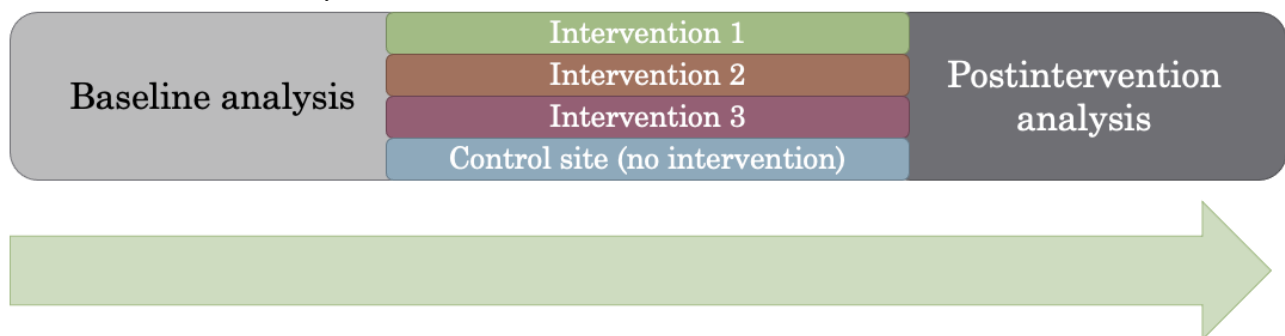 Baseline analysis
Intervention 1
Intervention 2
Intervention 3
Control site (no intervention)
Postintervention
analysis